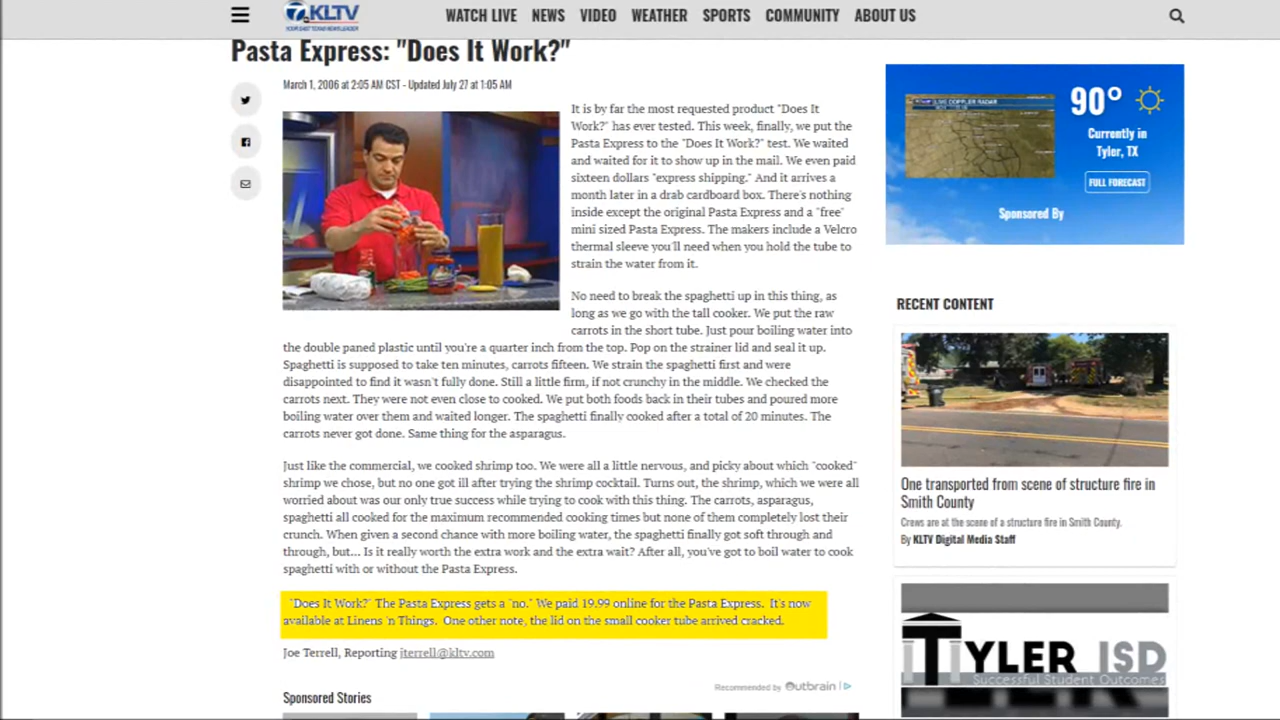 7 KLTV
YOUR EAST TEXAS NEWS LEADER
WATCH LIVE NEWS VIDEO WEATHER SPORTS COMMUNITY ABOUT US
Pasta Express: "Does It Work?"
March 1, 2006 at 2:05 AM CST - Updated July 27 at 1:05 AM
It is by far the most requested product "Does It
Work?" has ever tested. This week, finally, we put the
Pasta Express to the "Does It Work?" test. We waited
and waited for it to show up in the mail. We even paid
sixteen dollars "express shipping." And it arrives a
month later in a drab cardboard box. There's nothing
inside except the original Pasta Express and a "free"
mini sized Pasta Express. The makers include a Velcro
thermal sleeve you'll need when you hold the tube to
strain the water from it.
No need to break the spaghetti up in this thing, as
long as we go with the tall cooker. We put the raw
carrots in the short tube. Just pour boiling water into
the double paned plastic until you're a quarter inch from the top. Pop on the strainer lid and seal it up.
Spaghetti is supposed to take ten minutes, carrots fifteen. We strain the spaghetti first and were
disappointed to find it wasn't fully done. Still a little firm, if not crunchy in the middle. We checked the
carrots next. They were not even close to cooked. We put both foods back in their tubes and poured more
boiling water over them and waited longer. The spaghetti finally cooked after a total of 20 minutes. The
carrots never got done. Same thing for the asparagus.
Just like the commercial, we cooked shrimp too. We were all a little nervous, and picky about which "cooked"
shrimp we chose, but no one got ill after trying the shrimp cocktail. Turns out, the shrimp, which we were all
worried about was our only true success while trying to cook with this thing. The carrots, asparagus,
spaghetti all cooked for the maximum recommended cooking times but none of them completely lost their
crunch. When given a second chance with more boiling water, the spaghetti finally got soft through and
through, but... Is it really worth the extra work and the extra wait? After all, you've got to boil water to cook
spaghetti with or without the Pasta Express.
"Does It Work?" The Pasta Express gets a "no." We paid 19.99 online for the Pasta Express. It's now
available at Linens 'n Things. One other note, the lid on the small cooker tube arrived cracked.
Joe Terrell, Reporting jterrell@kltv.com
Recommended by Outbrain
Sponsored Stories
DOPPLER RADAR
90°
Currently in
Tyler, TX
FULL FORECAST
Sponsored By
RECENT CONTENT
One transported from scene of structure fire in
Smith County
Crews are at the scene of a structure fire in Smith County.
By KLTV Digital Media Staff
TYLER ISD
Successful Student Outcomes